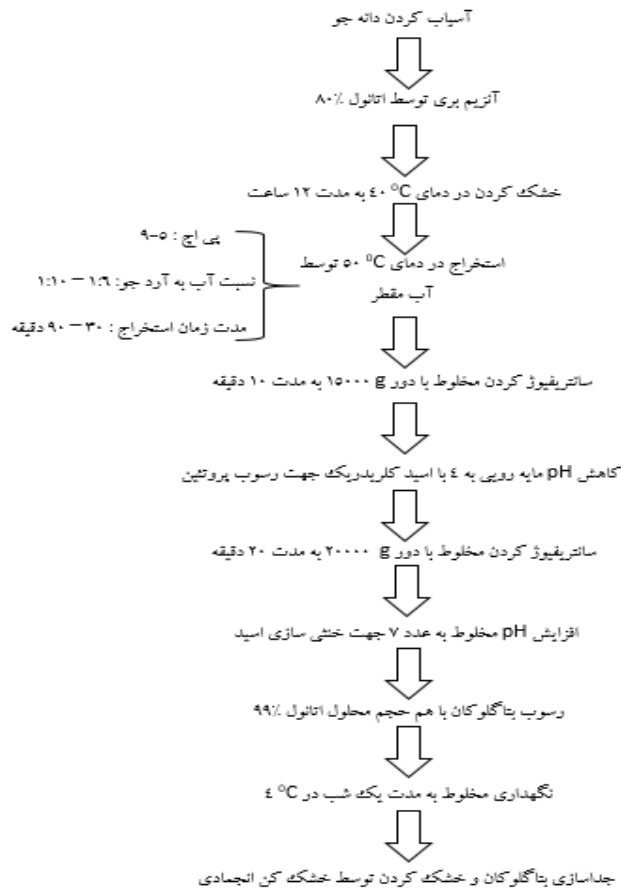 آسیاب کردن دانه جو
آنزیم بری توسط اتانول ۸۰٪
خشک کردن در دمای ۴۰ °C به مدت ۱۲ ساعت
استخراج در دمای ۵۰ °C توسط
آب مقطر
پی اچ : ۵-۹
نسبت آب به آرد جو: ۱:۶ – ۱:۱۰
مدت زمان استخراج : ۳۰ – ۹۰ دقیقه
سانتریفیوژ کردن مخلوط با دور ۱۵۰۰۰ g به مدت ۱۰ دقیقه
کاهش pH مایه رویی به ۴ با اسید کلریدریک جهت رسوب پروتئین
سانتریفیوژ کردن مخلوط با دور ۲۰۰۰۰ g به مدت ۲۰ دقیقه
افزایش pH مخلوط به عدد ۷ جهت خنثی سازی اسید
رسوب بتاگلوکان با هم حجم محلول اتانول ۹۹٪
نگهداری مخلوط به مدت یک شب در ۴ °C
جداسازی بتاگلوکان و خشک کردن توسط خشک کن انجمادی